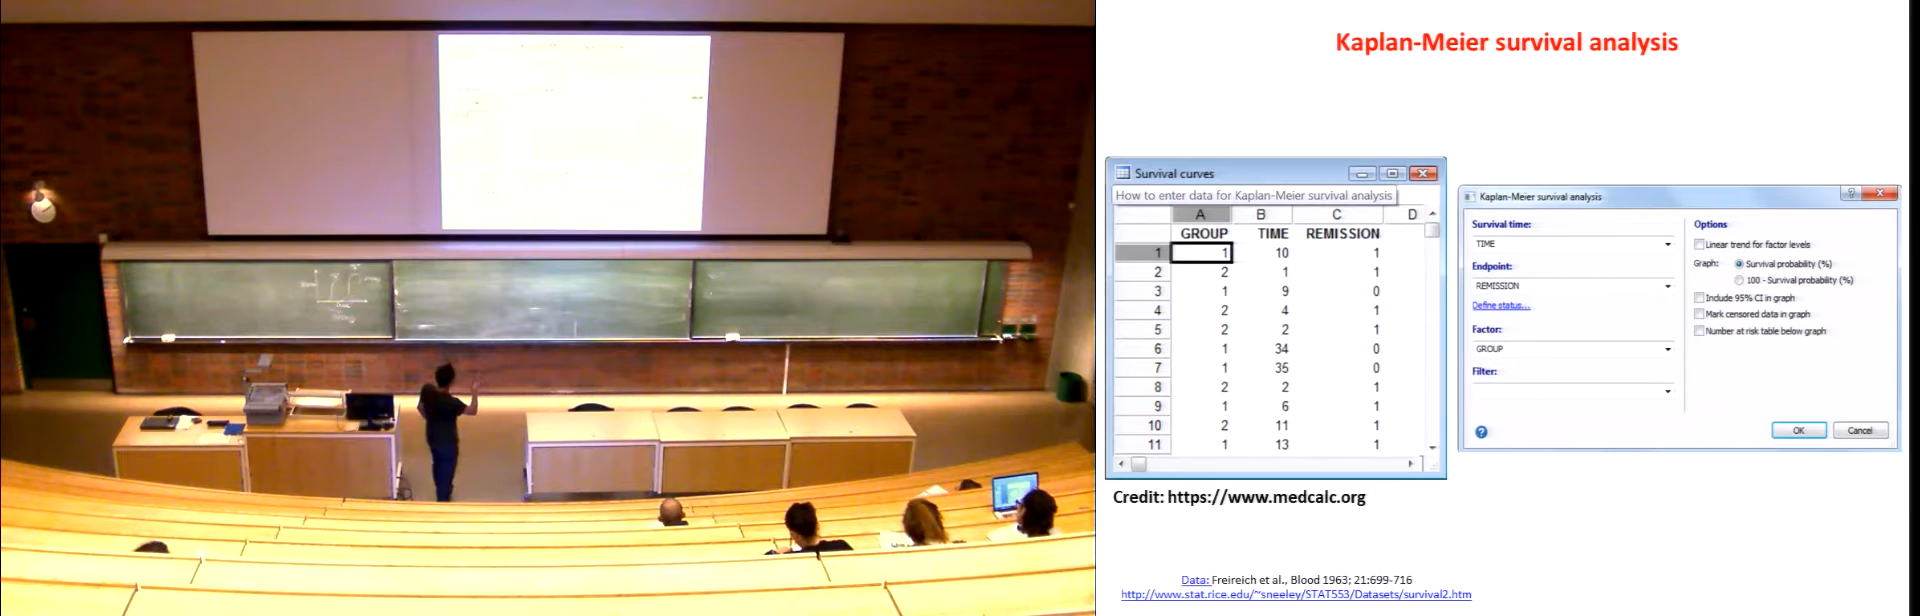 Kaplan-Meier survival analysis
Survival curves
How to enter data for Kaplan-Meier survival analysis
A B C D
GROUP TIME REMISSION
1 1 10 1
2 2 1 1
3 1 9 0
4 2 4 1
5 2 2 1
6 1 34 0
7 1 35 0
8 2 2 1
9 1 6 1
10 2 11 1
11 1 13 1
Kaplan-Meier survival analysis
Survival time:
TIME
Endpoint:
REMISSION
Define status...
Factor:
GROUP
Filter:
Options
Linear trend for factor levels
Graph: Survival probability (%)
100 - Survival probability (%)
Include 95% CI in graph
Mark censored data in graph
Number at risk table below graph
OK Cancel
Credit: https://www.medcalc.org
Data: Freireich et al., Blood 1963; 21:699-716
http://www.stat.rice.edu/~sneeley/STAT553/Datasets/survival2.htm